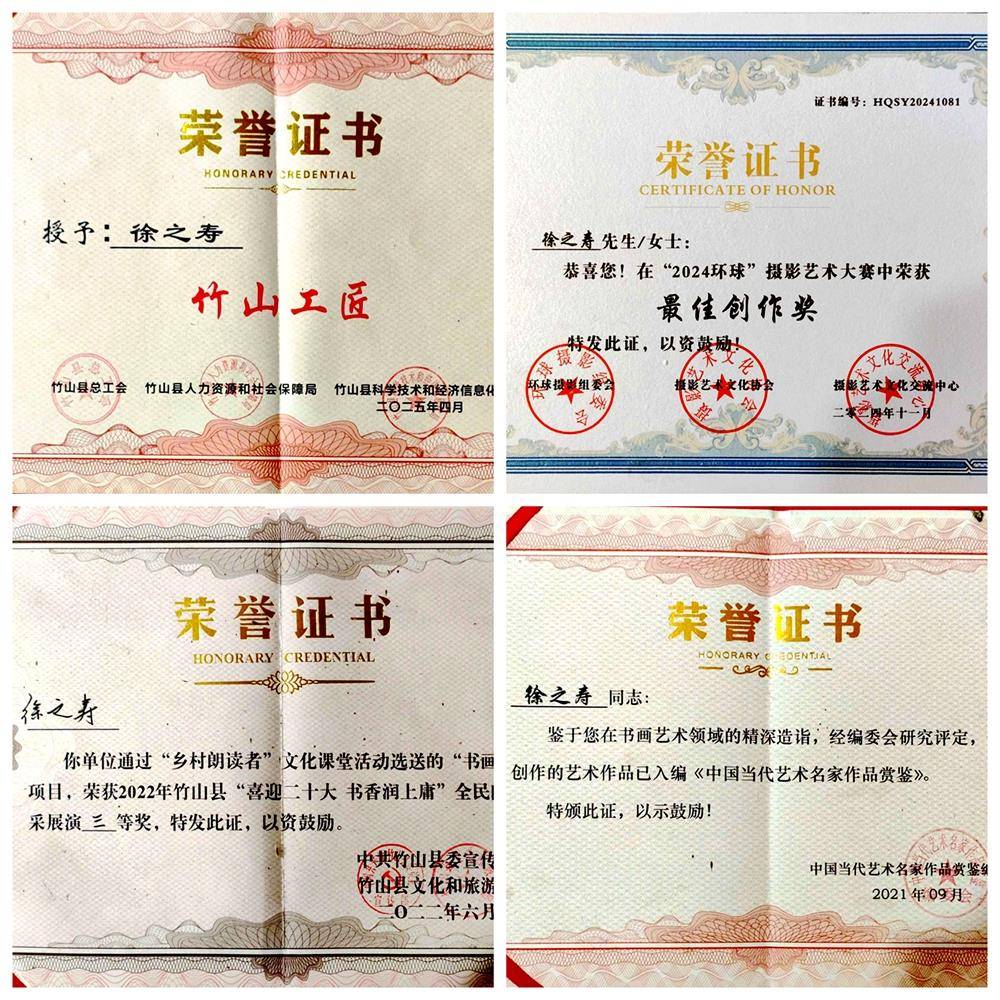 荣誉证书
HONORARY CREDENTIAL
授予：徐之寿
竹山工匠
竹山县总工会 竹山县人力资源和社会保障局 竹山县科学技术和经济信息化
二〇二五年四月
证书编号：HQSY20241081
荣誉证书
CERTIFICATE OF HONOR
徐之寿先生/女士：
恭喜您！在“2024环球”摄影艺术大赛中荣获
最佳创作奖
特发此证，以资鼓励！
环球摄影组委会 摄影艺术文化协会 摄影艺术文化交流中心
二零二四年十一月
荣誉证书
HONORARY CREDENTIAL
徐之寿
你单位通过“乡村朗读者”文化课堂活动选送的“书画
项目，荣获2022年竹山县“喜迎二十大 书香润上庸”全民
采展演 三 等奖，特发此证，以资鼓励。
中共竹山县委宣传
竹山县文化和旅游
二〇二二年六月
荣誉证书
HONORARY CREDENTIAL
徐之寿 同志：
鉴于您在书画艺术领域的精深造诣，经编委会研究评定，
创作的艺术作品已入编《中国当代艺术名家作品赏鉴》。
特颁此证，以示鼓励！
中国当代艺术名家作品赏鉴编
2021年09月